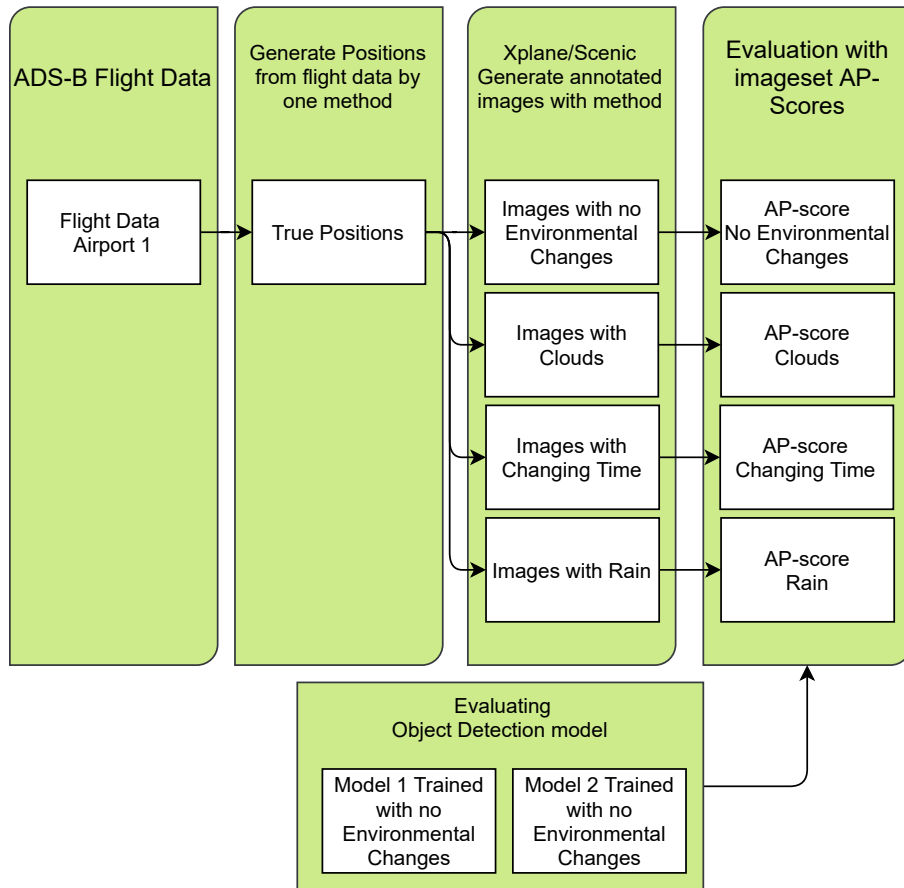 ADS-B Flight Data
Flight Data
Airport 1
Generate Positions
from flight data by
one method
True Positions
Xplane/Scenic
Generate annotated
images with method
Images with no
Environmental
Changes
Images with
Clouds
Images with
Changing Time
Images with Rain
Evaluation with
imageset AP-
Scores
AP-score
No Environmental
Changes
AP-score
Clouds
AP-score
Changing Time
AP-score
Rain
Evaluating
Object Detection model
Model 1 Trained
with no
Environmental
Changes
Model 2 Trained
with no
Environmental
Changes